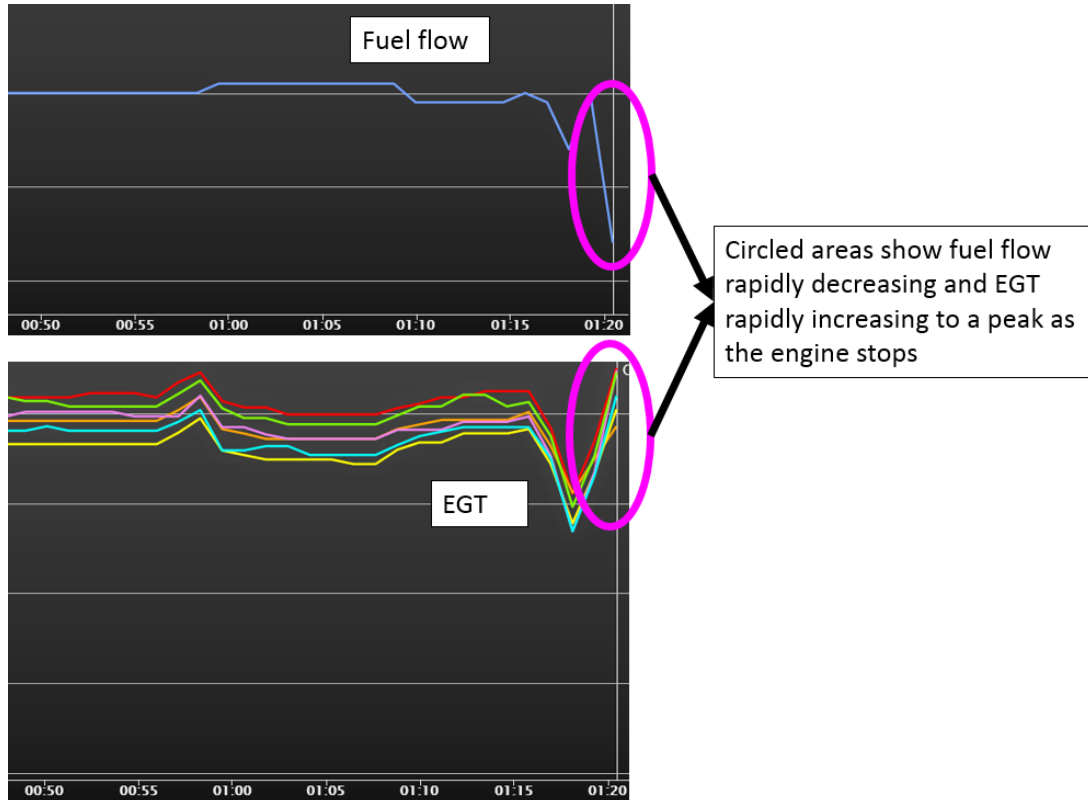 Fuel flow
00:50 00:55 01:00 01:05 01:10 01:15 01:20
Circled areas show fuel flow
rapidly decreasing and EGT
rapidly increasing to a peak as
the engine stops
EGT
00:50 00:55 01:00 01:05 01:10 01:15 01:20